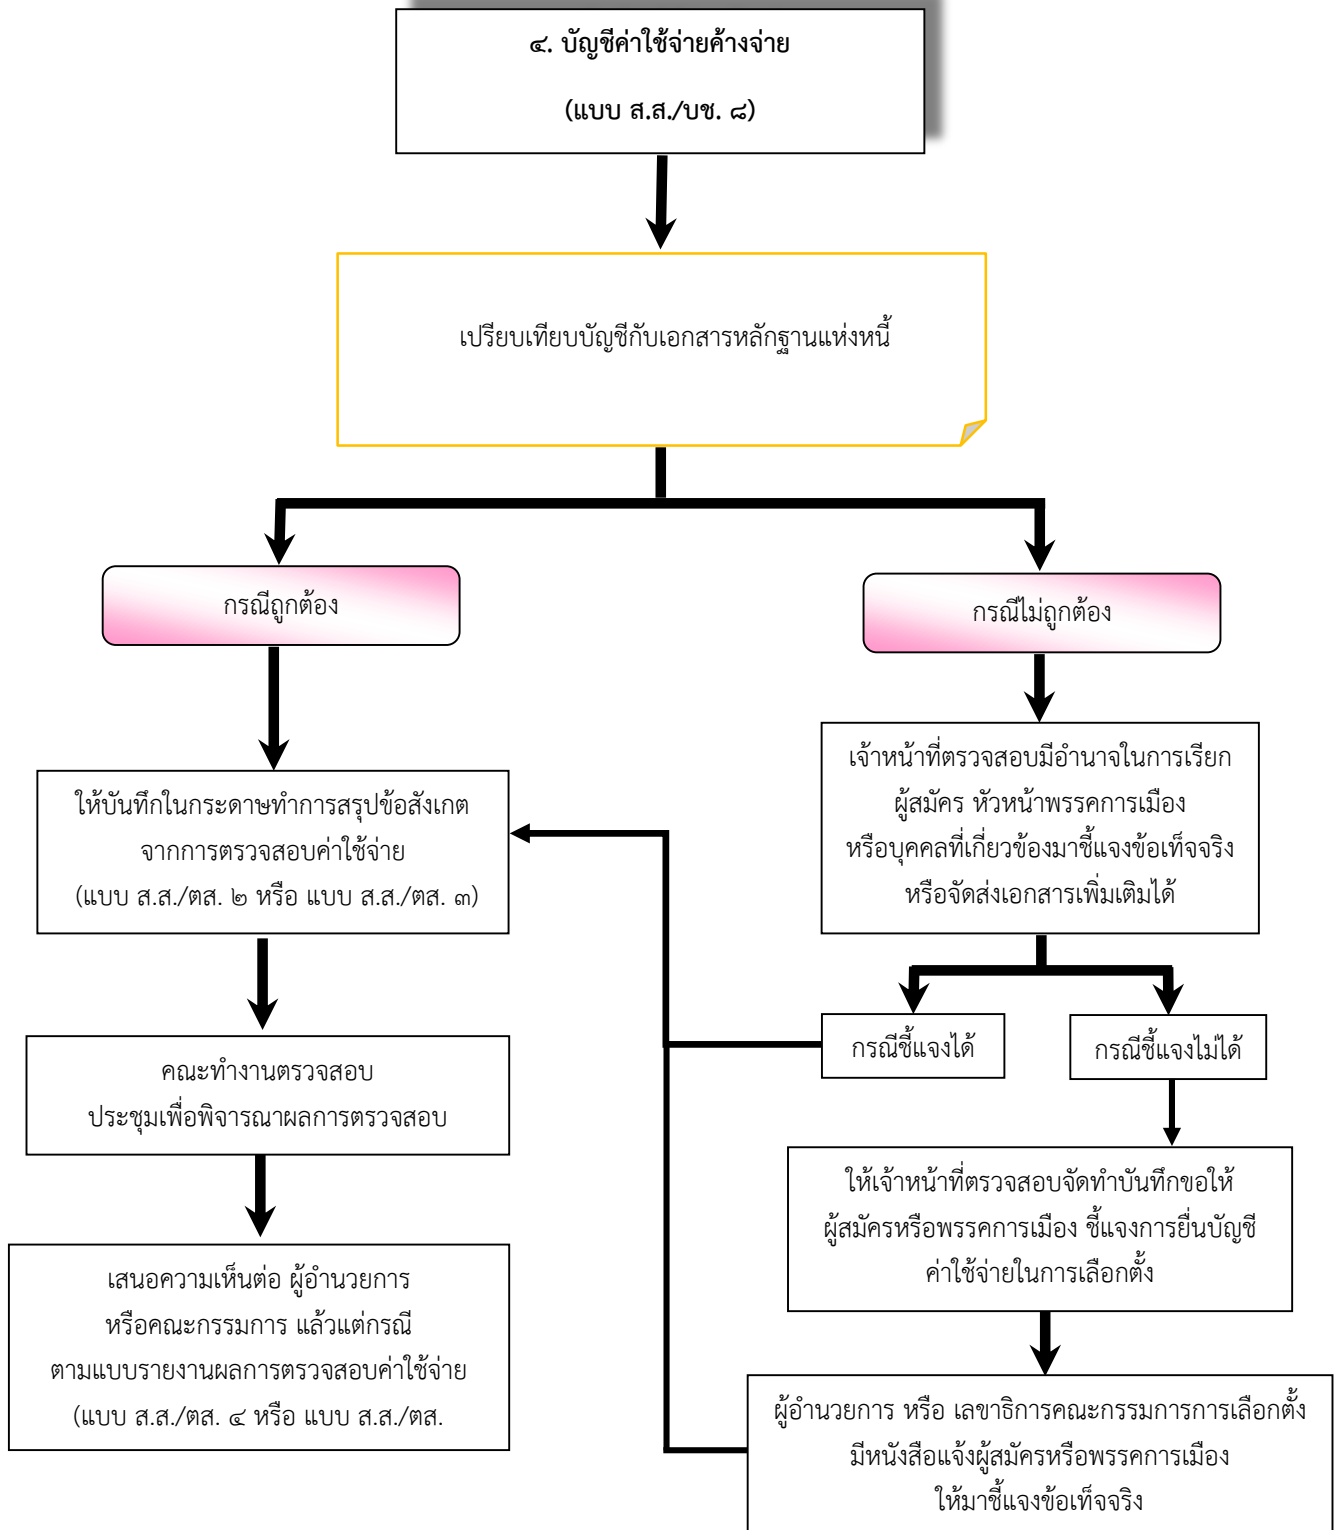 ๔. บัญชีค่าใช้จ่ายค้างจ่าย
(แบบ ส.ส./บช. ๘)
เปรียบเทียบบัญชีกับเอกสารหลักฐานแห่งหนี้
กรณีถูกต้อง
กรณีไม่ถูกต้อง
ให้บันทึกในกระดาษทำการสรุปข้อสังเกต
จากการตรวจสอบค่าใช้จ่าย
(แบบ ส.ส./ตส. ๒ หรือ แบบ ส.ส./ตส. ๓)
เจ้าหน้าที่ตรวจสอบมีอำนาจในการเรียก
ผู้สมัคร หัวหน้าพรรคการเมือง
หรือบุคคลที่เกี่ยวข้องมาชี้แจงข้อเท็จจริง
หรือจัดส่งเอกสารเพิ่มเติมได้
กรณีชี้แจงได้
กรณีชี้แจงไม่ได้
คณะทำงานตรวจสอบ
ประชุมเพื่อพิจารณาผลการตรวจสอบ
ให้เจ้าหน้าที่ตรวจสอบจัดทำบันทึกขอให้
ผู้สมัครหรือพรรคการเมือง ชี้แจงการยื่นบัญชี
ค่าใช้จ่ายในการเลือกตั้ง
เสนอความเห็นต่อ ผู้อำนวยการ
หรือคณะกรรมการ แล้วแต่กรณี
ตามแบบรายงานผลการตรวจสอบค่าใช้จ่าย
(แบบ ส.ส./ตส. ๔ หรือ แบบ ส.ส./ตส.
ผู้อำนวยการ หรือ เลขาธิการคณะกรรมการการเลือกตั้ง
มีหนังสือแจ้งผู้สมัครหรือพรรคการเมือง
ให้มาชี้แจงข้อเท็จจริง